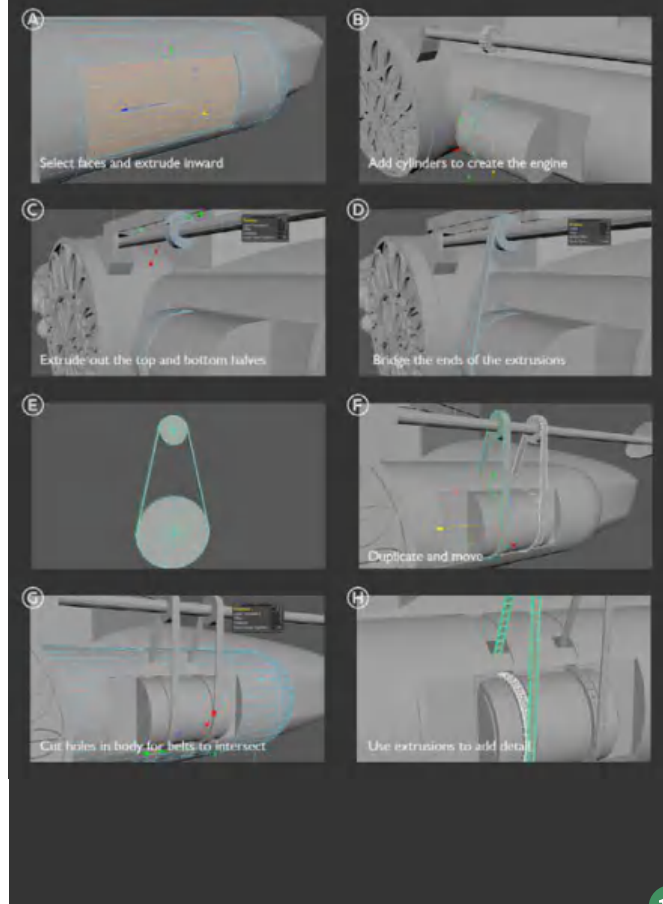 A
Select faces and extrude inward
B
Add cylinders to create the engine
C
Extrude out the top and bottom halves
D
Bridge the ends of the extrusions
E
F
Duplicate and move
G
Cut holes in body for belts to intersect
H
Use extrusions to add detail